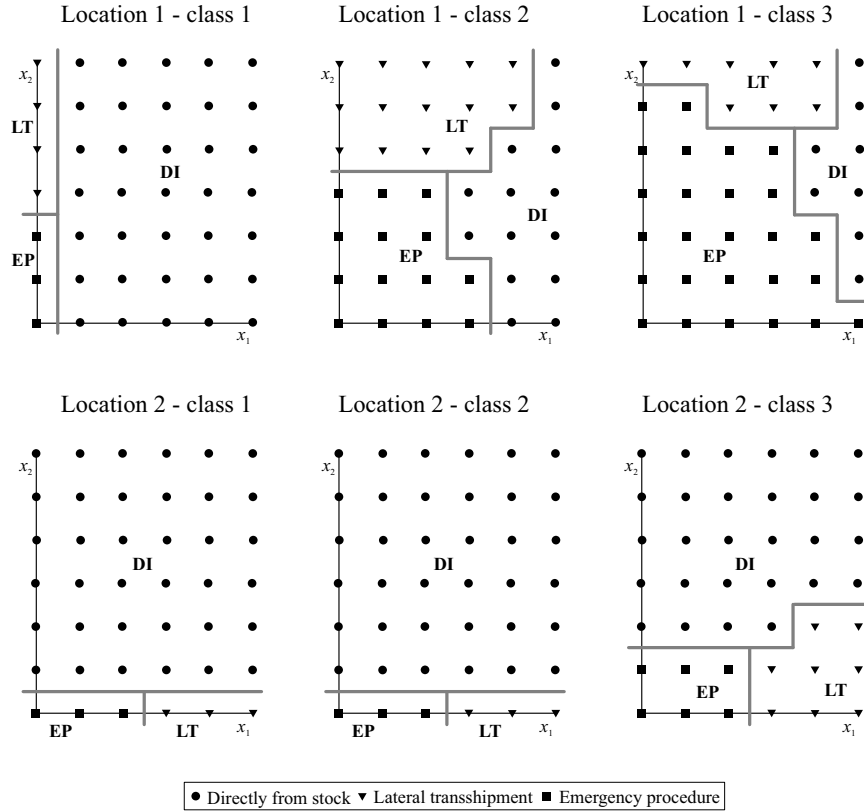 Location 1 - class 1
Location 1 - class 2
Location 1 - class 3
x2
LT
DI
EP
x1
x2
LT
DI
EP
x1
x2
LT
DI
EP
x1
Location 2 - class 1
Location 2 - class 2
Location 2 - class 3
x2
DI
EP
LT
x1
x2
DI
EP
LT
x1
x2
DI
EP
LT
x1
Directly from stock Lateral transshipment Emergency procedure